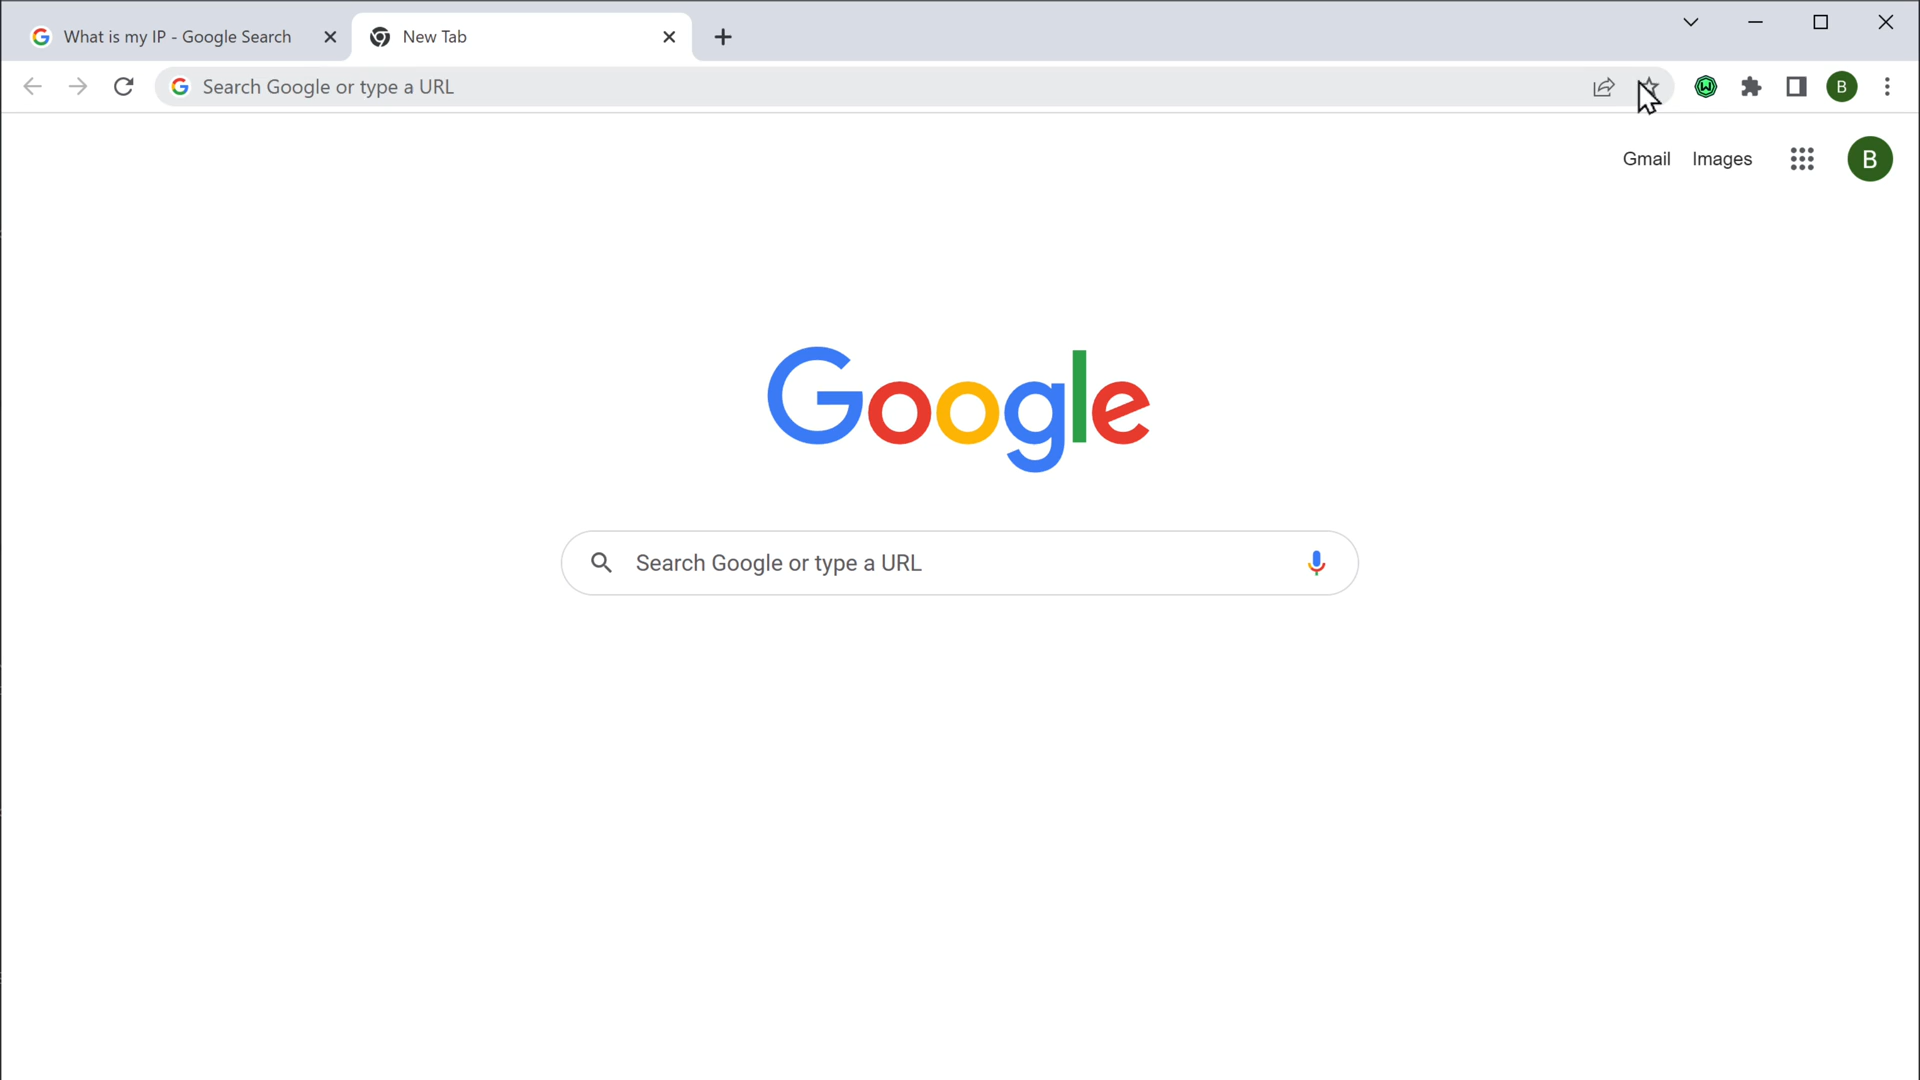 What is my IP - Google Search
New Tab
Search Google or type a URL
B
Gmail
Images
B
Google
Search Google or type a URL